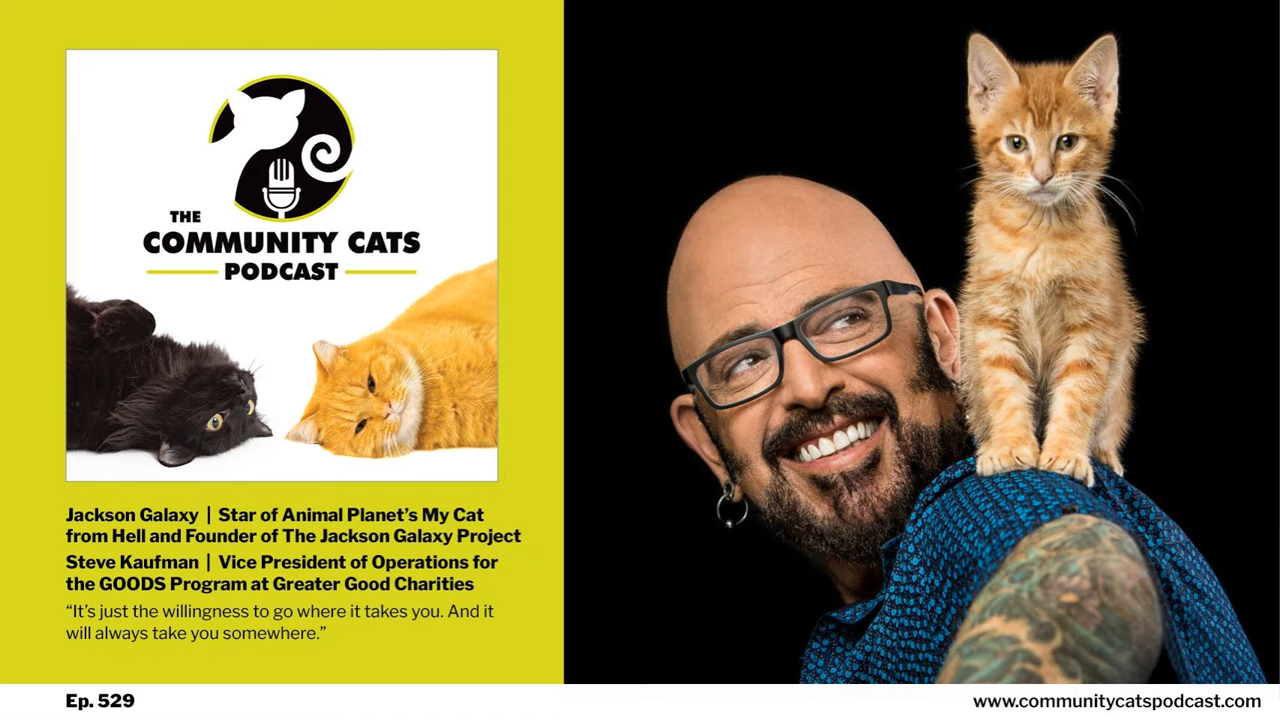 THE
COMMUNITY CATS
PODCAST
Jackson Galaxy | Star of Animal Planet’s My Cat
from Hell and Founder of The Jackson Galaxy Project
Steve Kaufman | Vice President of Operations for
the GOODS Program at Greater Good Charities
“It’s just the willingness to go where it takes you. And it
will always take you somewhere.”
Ep. 529
www.communitycatspodcast.com